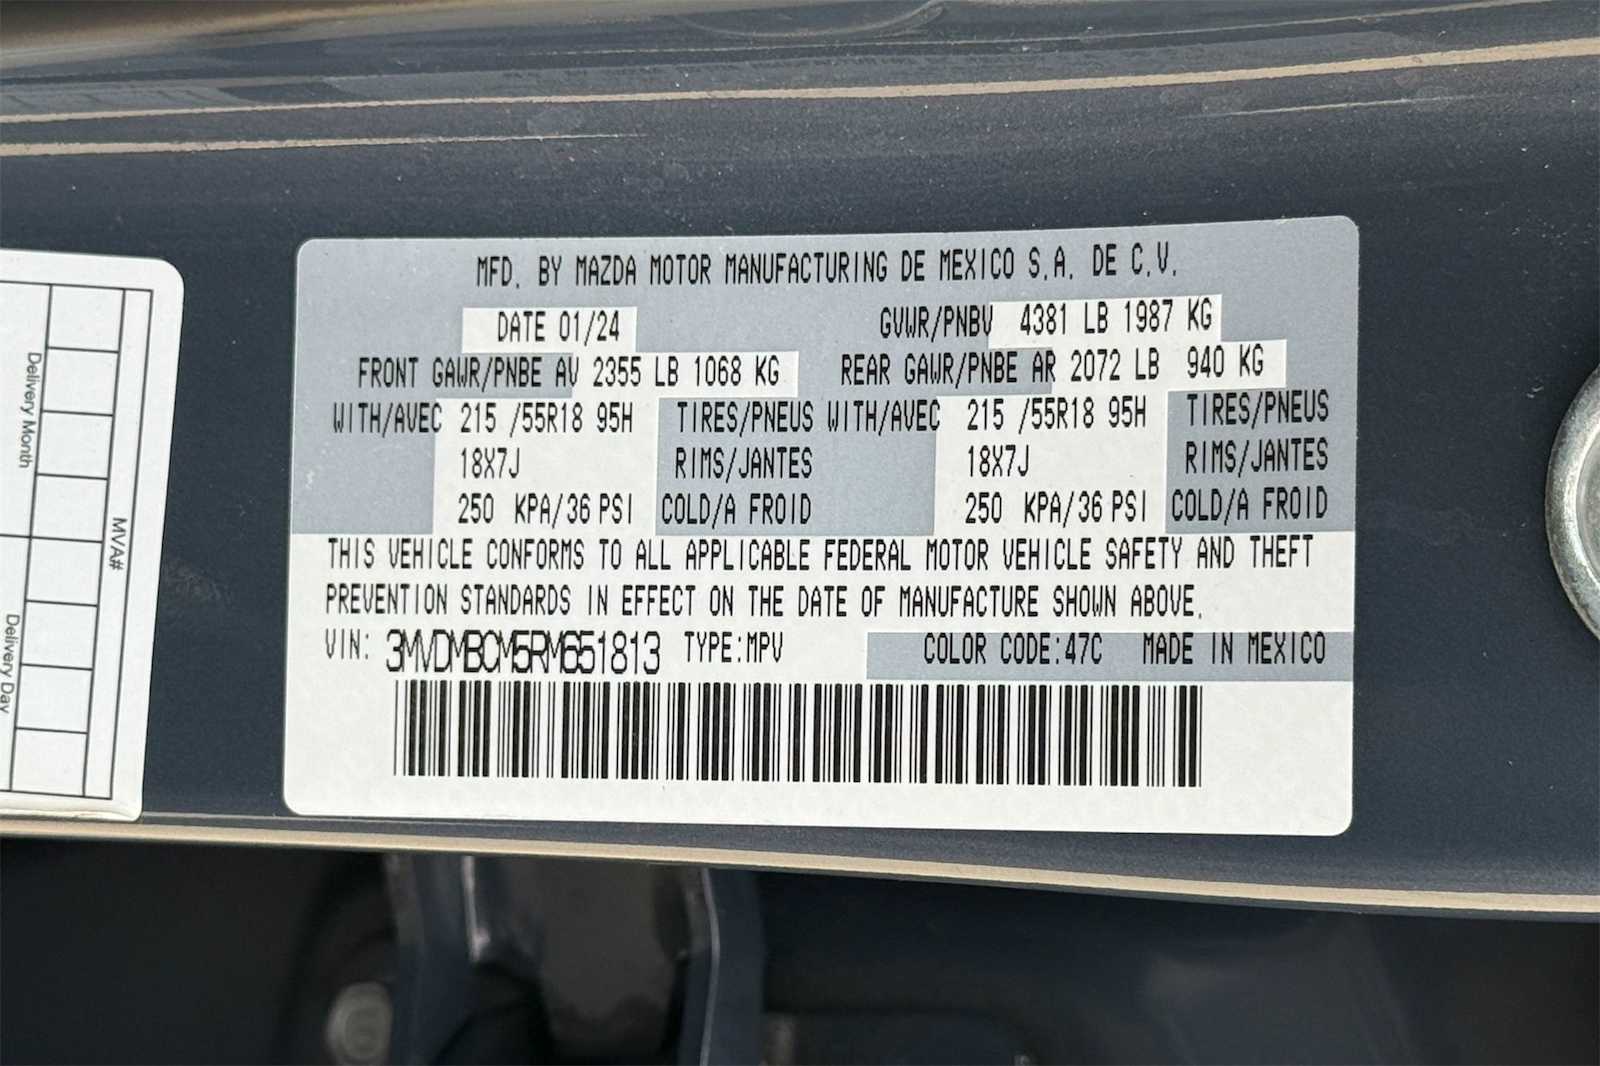 MFD. BY MAZDA MOTOR MANUFACTURING DE MEXICO S.A. DE C.V.
DATE 01/24 GVWR/PNBV 4381 LB 1987 KG
FRONT GAWR/PNBE AV 2355 LB 1068 KG REAR GAWR/PNBE AR 2072 LB 940 KG
WITH/AVEC 215 /55R18 95H TIRES/PNEUS WITH/AVEC 215 /55R18 95H TIRES/PNEUS
18X7J RIMS/JANTES 18X7J RIMS/JANTES
250 KPA/36 PSI COLD/A FROID 250 KPA/36 PSI COLD/A FROID
THIS VEHICLE CONFORMS TO ALL APPLICABLE FEDERAL MOTOR VEHICLE SAFETY AND THEFT
PREVENTION STANDARDS IN EFFECT ON THE DATE OF MANUFACTURE SHOWN ABOVE.
VIN: 3MVDMBCM5RM651813 TYPE:MPV COLOR CODE:47C MADE IN MEXICO
MVA#
Delivery Month
Delivery Day